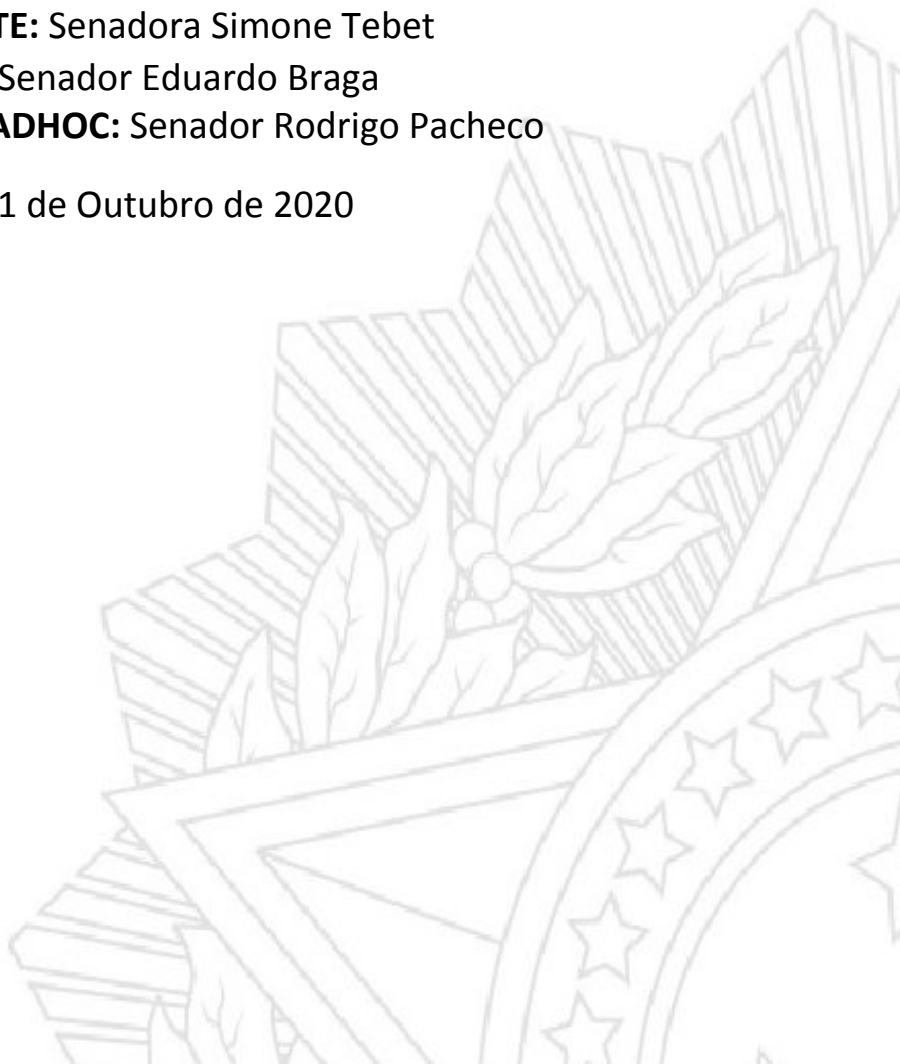 TE: Senadora Simone Tebet
Senador Eduardo Braga
ADHOC: Senador Rodrigo Pacheco
1 de Outubro de 2020